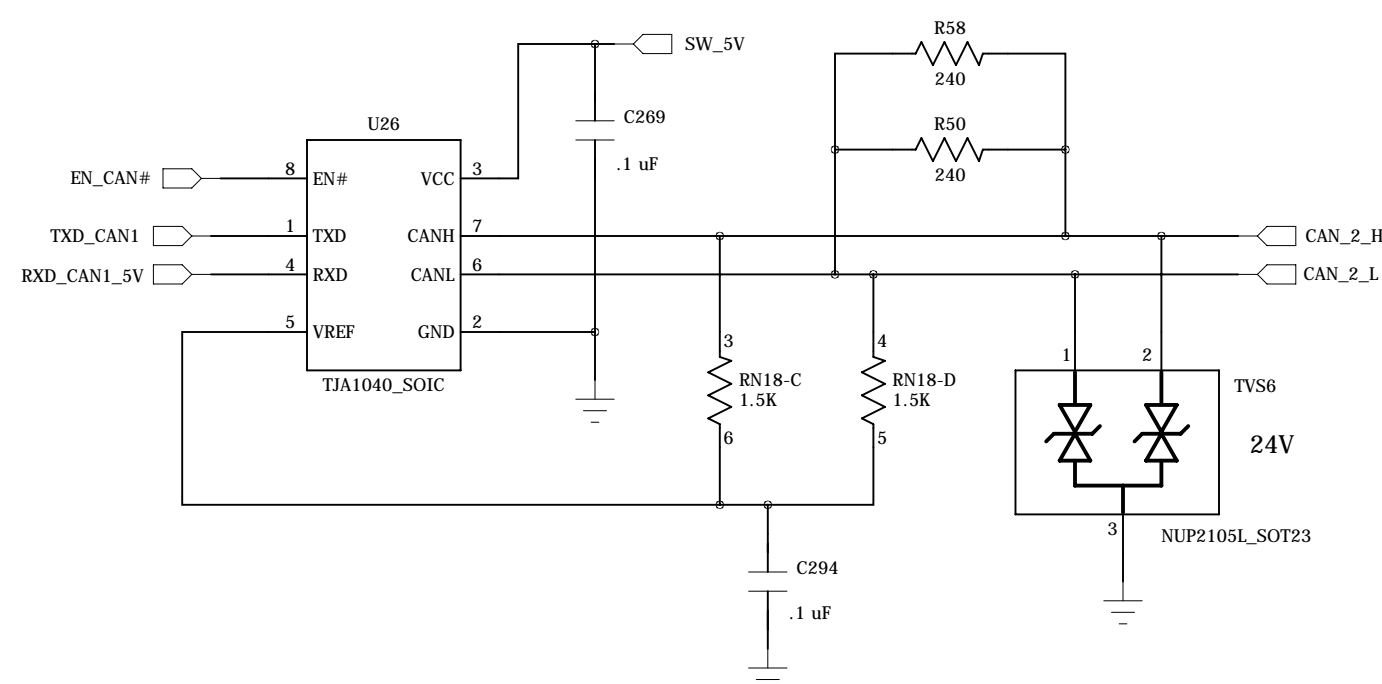 R58
240
SW_5V
R50
240
C269
.1 uF
U26
EN_CAN#
8
EN#
VCC
3
TXD_CAN1
1
TXD
CANH
7
CAN_2_H
RXD_CAN1_5V
4
RXD
CANL
6
CAN_2_L
5
VREF
GND
2
TJA1040_SOIC
3
RN18-C
1.5K
6
4
RN18-D
1.5K
5
1
2
TVS6
24V
3
NUP2105L_SOT23
C294
.1 uF